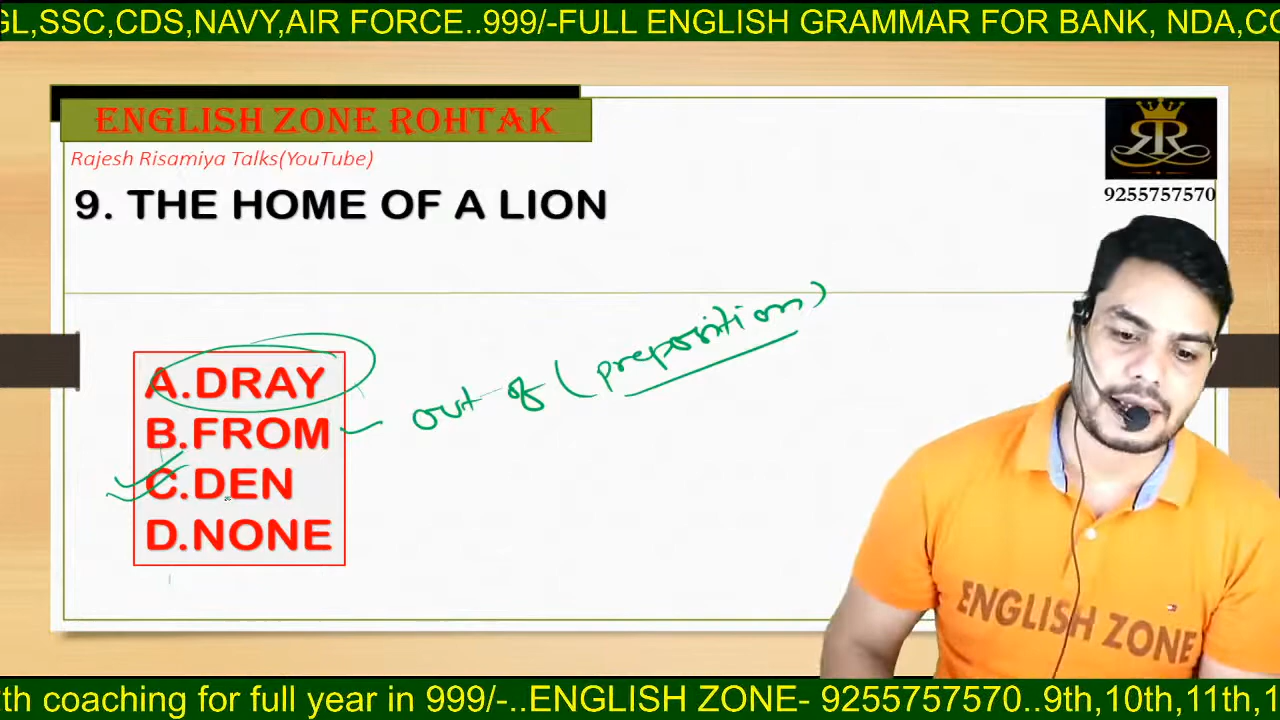 GL,SSC,CDS,NAVY,AIR FORCE..999/-FULL ENGLISH GRAMMAR FOR BANK, NDA,CG
ENGLISH ZONE ROHTAK
Rajesh Risamiya Talks(YouTube)
RR
9255757570
9. THE HOME OF A LION
A.DRAY
B.FROM - out of (preposition)
C.DEN
D.NONE
ENGLISH ZONE
th coaching for full year in 999/-..ENGLISH ZONE- 9255757570..9th,10th,11th,1